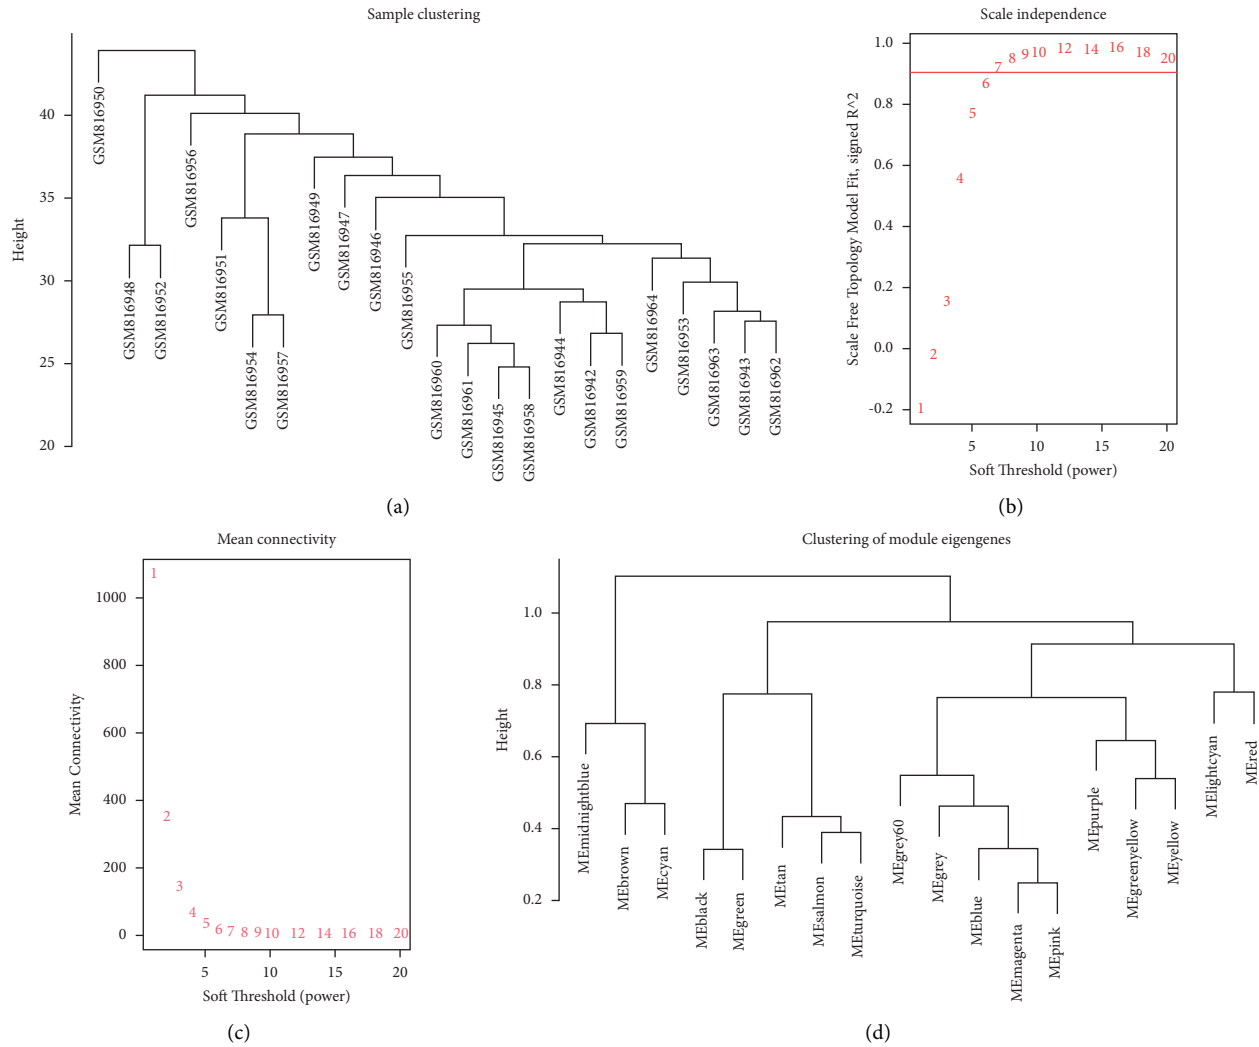 Sample clustering
Height
40
35
30
25
20
GSM816950
GSM816948
GSM816952
GSM816956
GSM816951
GSM816954
GSM816957
GSM816949
GSM816947
GSM816946
GSM816955
GSM816960
GSM816961
GSM816945
GSM816958
GSM816944
GSM816942
GSM816959
GSM816964
GSM816953
GSM816963
GSM816943
GSM816962
(a)
Scale independence
Scale Free Topology Model Fit, signed R^2
1.0
0.8
0.6
0.4
0.2
0.0
-0.2
1
2
3
4
5
6
7
8
9
10
12
14
16
18
20
5
10
15
20
Soft Threshold (power)
(b)
Mean connectivity
Mean Connectivity
1000
800
600
400
200
0
1
2
3
4
5
6
7
8
9
10
12
14
16
18
20
5
10
15
20
Soft Threshold (power)
(c)
Clustering of module eigengenes
Height
1.0
0.8
0.6
0.4
0.2
MEmidnightblue
MEbrown
MEcyan
MEblack
MEgreen
MEtan
MEsalmon
MEturquoise
MEgrey60
MEgrey
MEblue
MEmagenta
MEpink
MEpurple
MEgreenyellow
MEyellow
MElightcyan
MEred
(d)